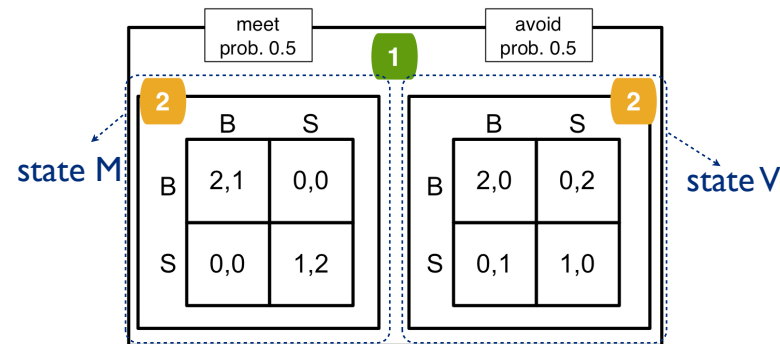 meet
prob. 0.5
avoid
prob. 0.5
1
2
2
B S
B S
state M
state V
B 2,1 0,0
B 2,0 0,2
S 0,0 1,2
S 0,1 1,0